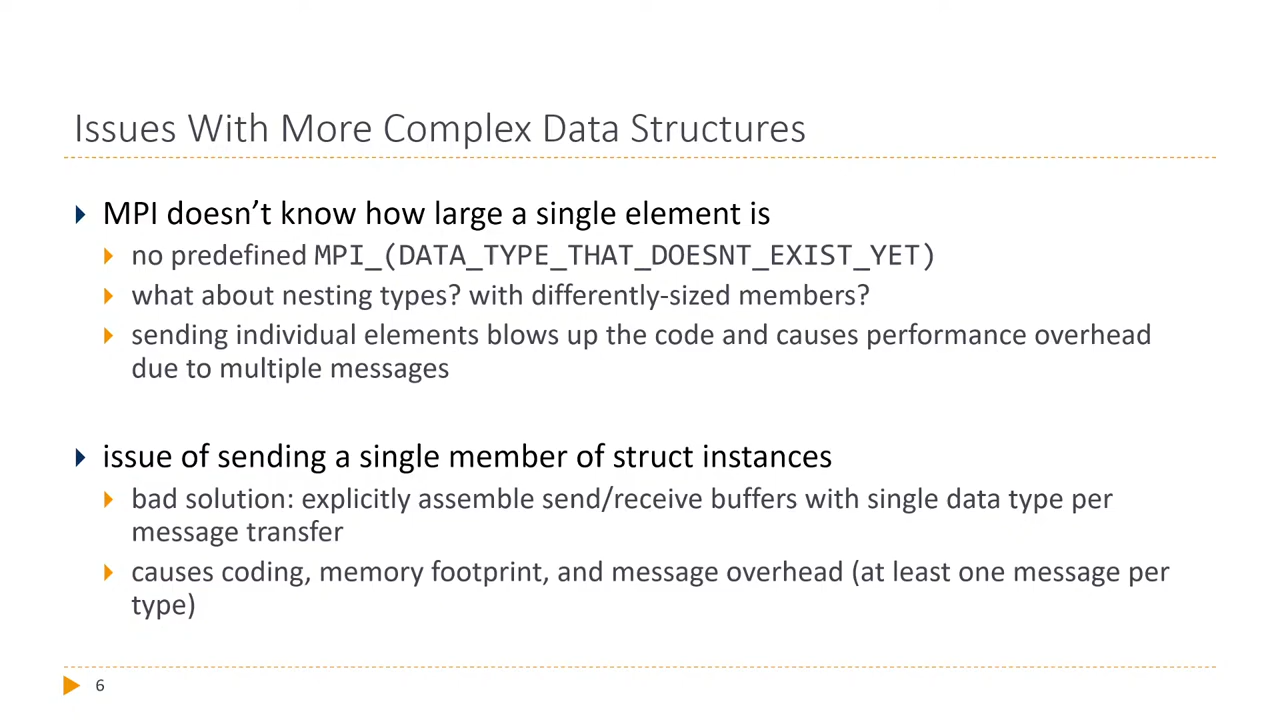 Issues With More Complex Data Structures
MPI doesn’t know how large a single element is
no predefined MPI_(DATA_TYPE_THAT_DOESNT_EXIST_YET)
what about nesting types? with differently-sized members?
sending individual elements blows up the code and causes performance overhead
due to multiple messages
issue of sending a single member of struct instances
bad solution: explicitly assemble send/receive buffers with single data type per
message transfer
causes coding, memory footprint, and message overhead (at least one message per
type)
6